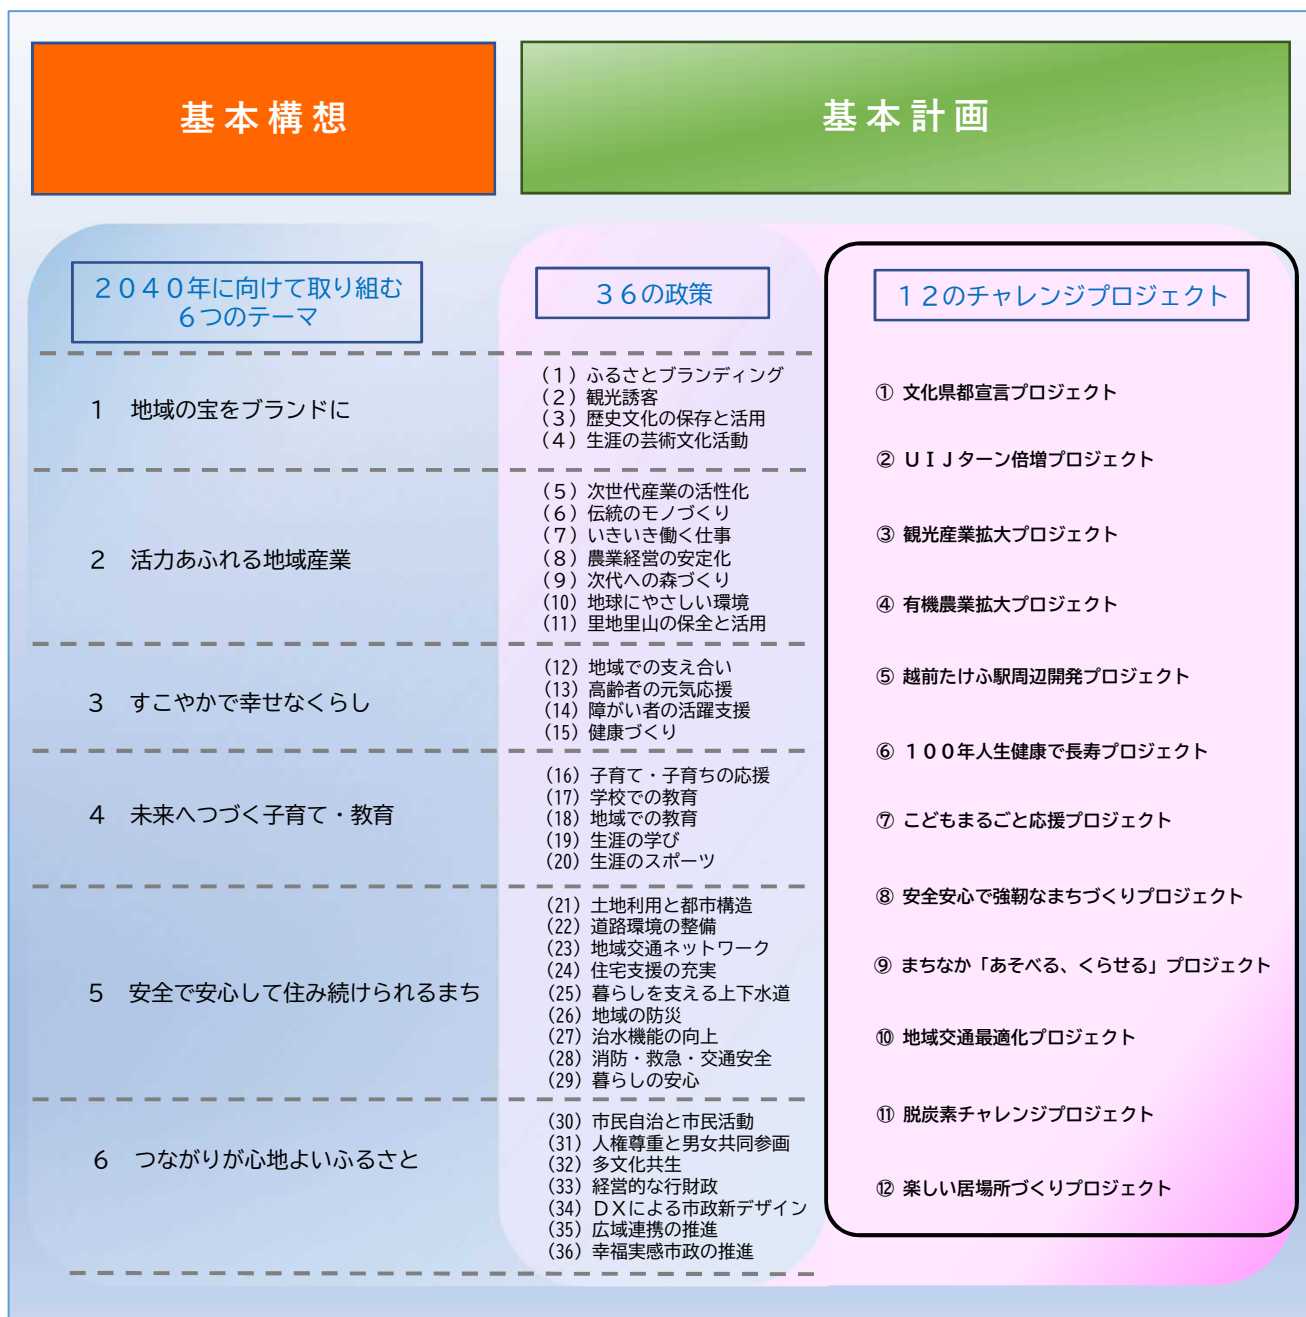 基本構想
基本計画
２０４０年に向けて取り組む
６つのテーマ
１　地域の宝をブランドに
２　活力あふれる地域産業
３　すこやかで幸せなくらし
４　未来へつづく子育て・教育
５　安全で安心して住み続けられるまち
６　つながりが心地よいふるさと
３６の政策
（１）ふるさとブランディング
（２）観光誘客
（３）歴史文化の保存と活用
（４）生涯の芸術文化活動
（５）次世代産業の活性化
（６）伝統のモノづくり
（７）いきいき働く仕事
（８）農業経営の安定化
（９）次代への森づくり
（10）地球にやさしい環境
（11）里地里山の保全と活用
（12）地域での支え合い
（13）高齢者の元気応援
（14）障がい者の活躍支援
（15）健康づくり
（16）子育て・子育ちの応援
（17）学校での教育
（18）地域での教育
（19）生涯の学び
（20）生涯のスポーツ
（21）土地利用と都市構造
（22）道路環境の整備
（23）地域交通ネットワーク
（24）住宅支援の充実
（25）暮らしを支える上下水道
（26）地域の防災
（27）治水機能の向上
（28）消防・救急・交通安全
（29）暮らしの安心
（30）市民自治と市民活動
（31）人権尊重と男女共同参画
（32）多文化共生
（33）経営的な行財政
（34）ＤＸによる市政新デザイン
（35）広域連携の推進
（36）幸福実感市政の推進
１２のチャレンジプロジェクト
① 文化県都宣言プロジェクト
② ＵＩＪターン倍増プロジェクト
③ 観光産業拡大プロジェクト
④ 有機農業拡大プロジェクト
⑤ 越前たけふ駅周辺開発プロジェクト
⑥ １００年人生健康で長寿プロジェクト
⑦ こどもまるごと応援プロジェクト
⑧ 安全安心で強靭なまちづくりプロジェクト
⑨ まちなか「あそべる、くらせる」プロジェクト
⑩ 地域交通最適化プロジェクト
⑪ 脱炭素チャレンジプロジェクト
⑫ 楽しい居場所づくりプロジェクト